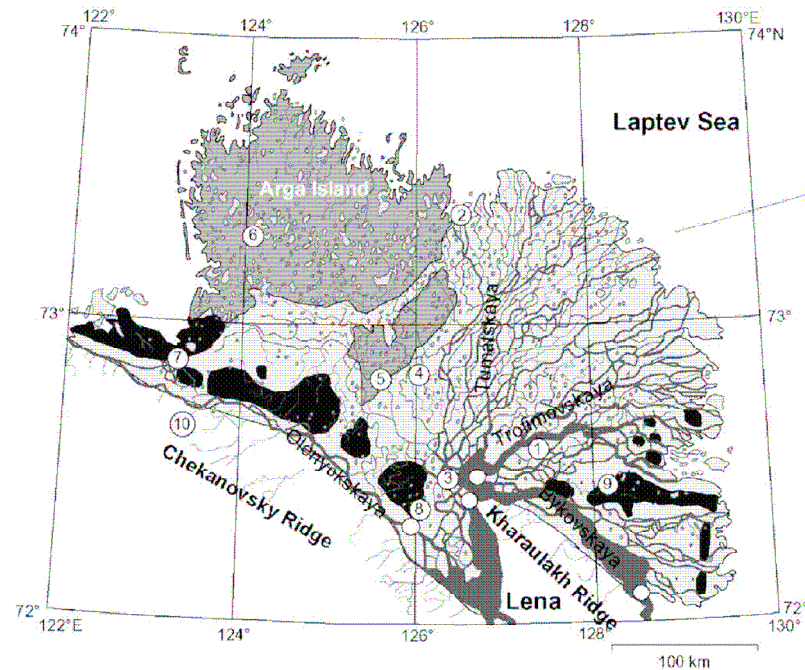 122°
124°
126°
128°
130°E
74°
74°N
Laptev Sea
Arga Island
2
6
73°
73°
Tumatskaya
7
5
4
Trofimovskaya
10
1
Olenyokskaya
Chekanovsky Ridge
3
9
8
Bykovskaya
Kharaulakh Ridge
Lena
72°
72°
122°E
124°
126°
128°
130°
100 km